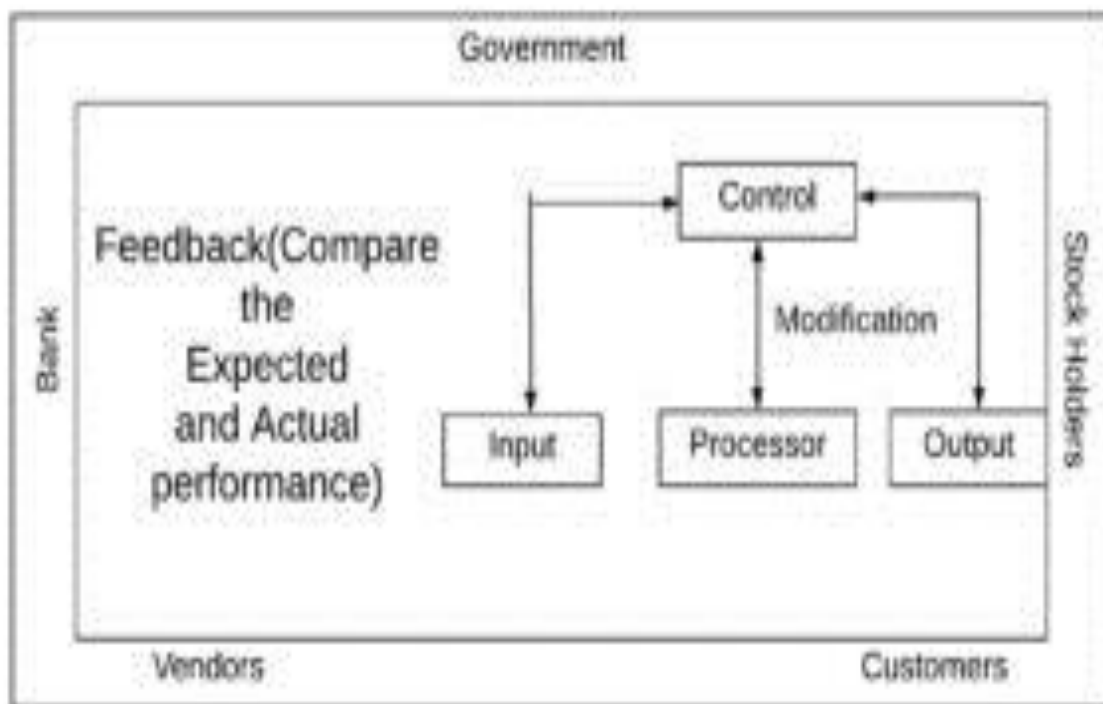 Government
Control
Feedback(Compare
the
Expected
and Actual
performance)
Modification
Bank
Stock Holders
Input
Processor
Output
Vendors
Customers